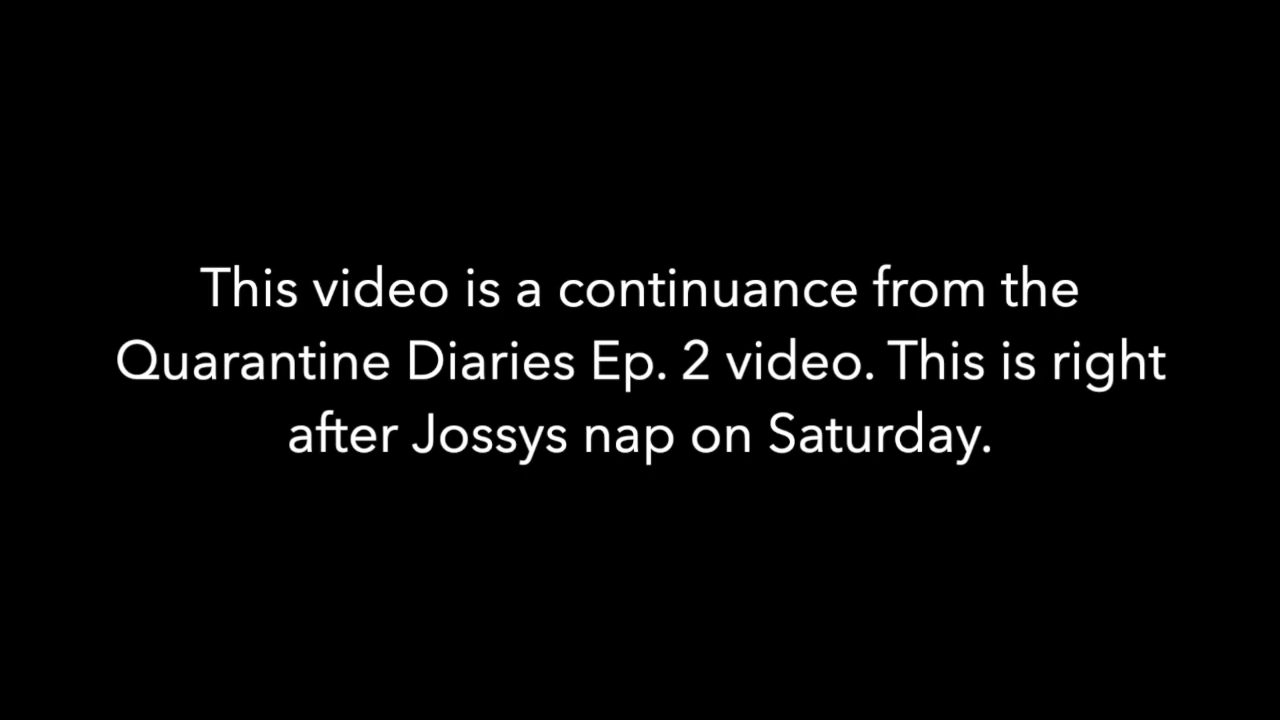 This video is a continuance from the
Quarantine Diaries Ep. 2 video. This is right
after Jossys nap on Saturday.